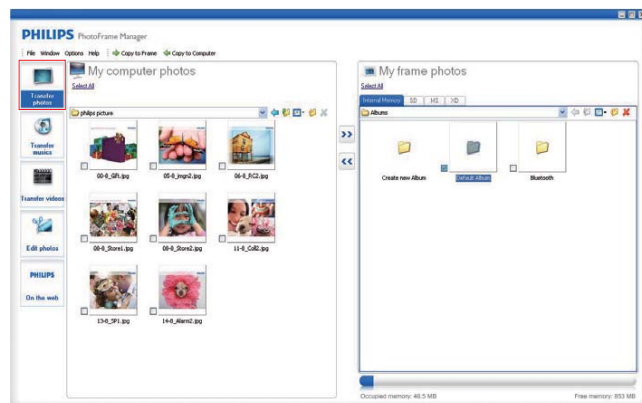 PHILIPS PhotoFrame Manager
File Window Options Help Copy to Frame Copy to Computer
Transfer photos
Transfer musics
Transfer videos
Edit photos
PHILIPS
On the web
My computer photos
Select All
philips picture
00-0_Gift.jpg
05-0_imgn2.jpg
06-0_RC2.jpg
08-0_Store1.jpg
08-0_Store2.jpg
11-0_Coll2.jpg
13-0_SP1.jpg
14-0_Alarm2.jpg
>>
<<
My frame photos
Select All
Internal Memory SD MS XD
Albums
Create new Album
Default Album
Bluetooth
Occupied memory: 48.5 MB
Free memory: 853 MB